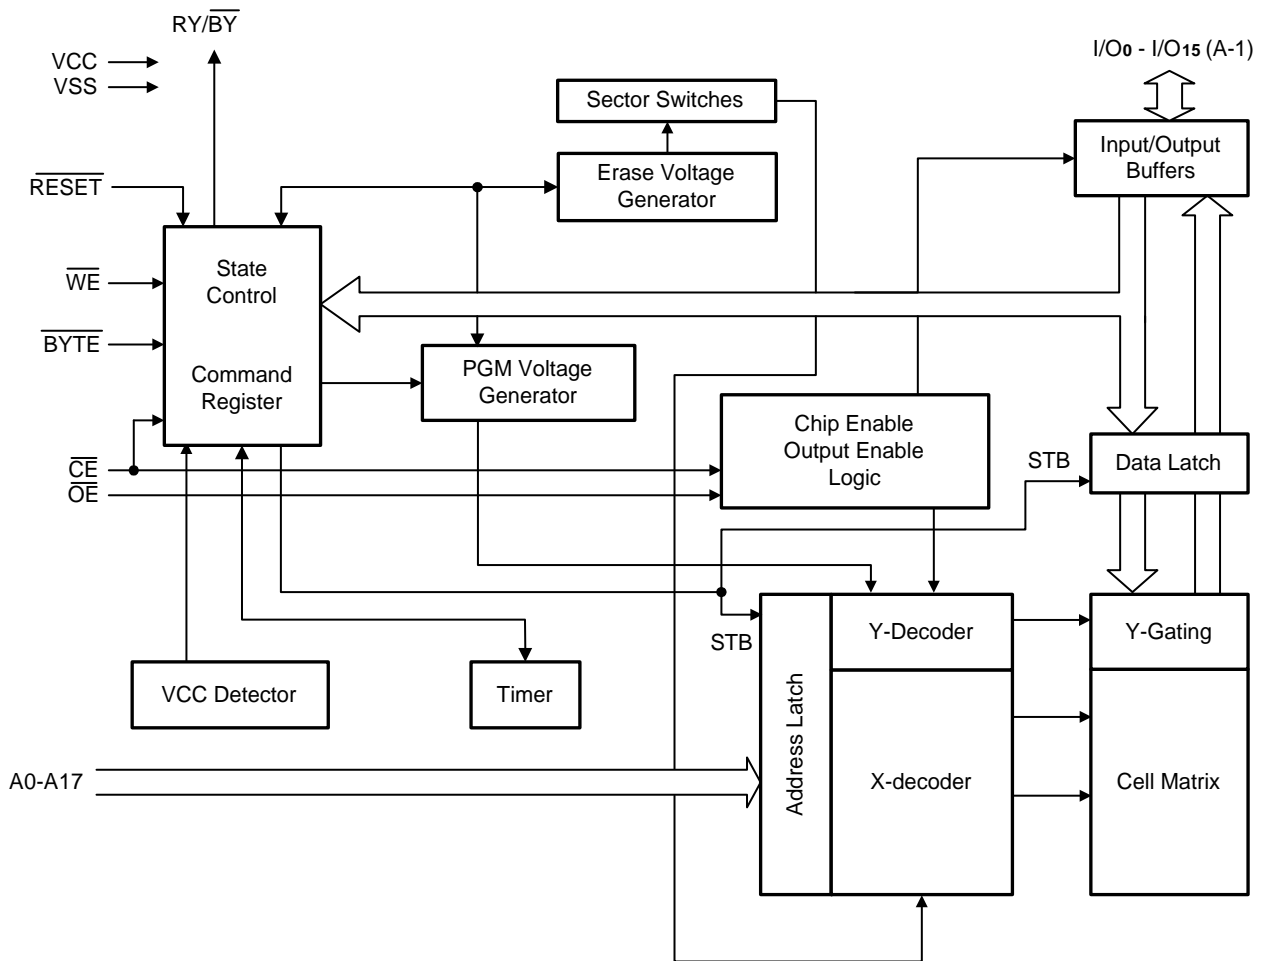 RY/BY
VCC
VSS
I/O0 - I/O15 (A-1)
Sector Switches
Input/Output
Buffers
Erase Voltage
Generator
RESET
State
Control
WE
BYTE
PGM Voltage
Generator
Command
Register
Chip Enable
Output Enable
Logic
CE
OE
STB
Data Latch
STB
Y-Decoder
Y-Gating
VCC Detector
Timer
Address Latch
A0-A17
X-decoder
Cell Matrix